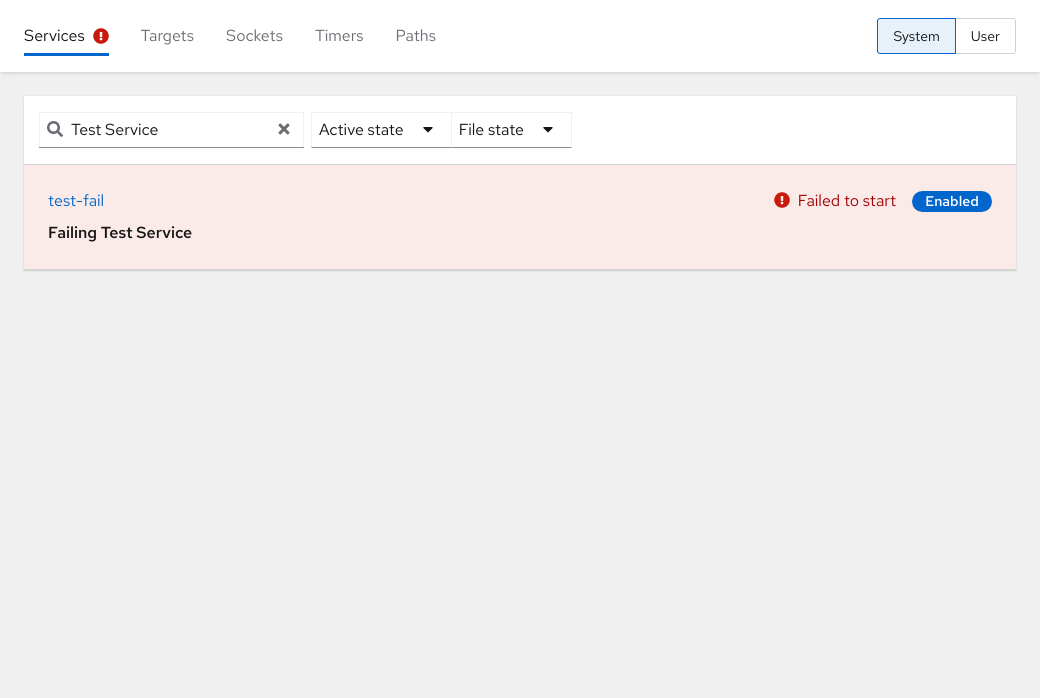 Services Targets Sockets Timers Paths System User
Test Service Active state File state
test-fail Failed to start Enabled
Failing Test Service